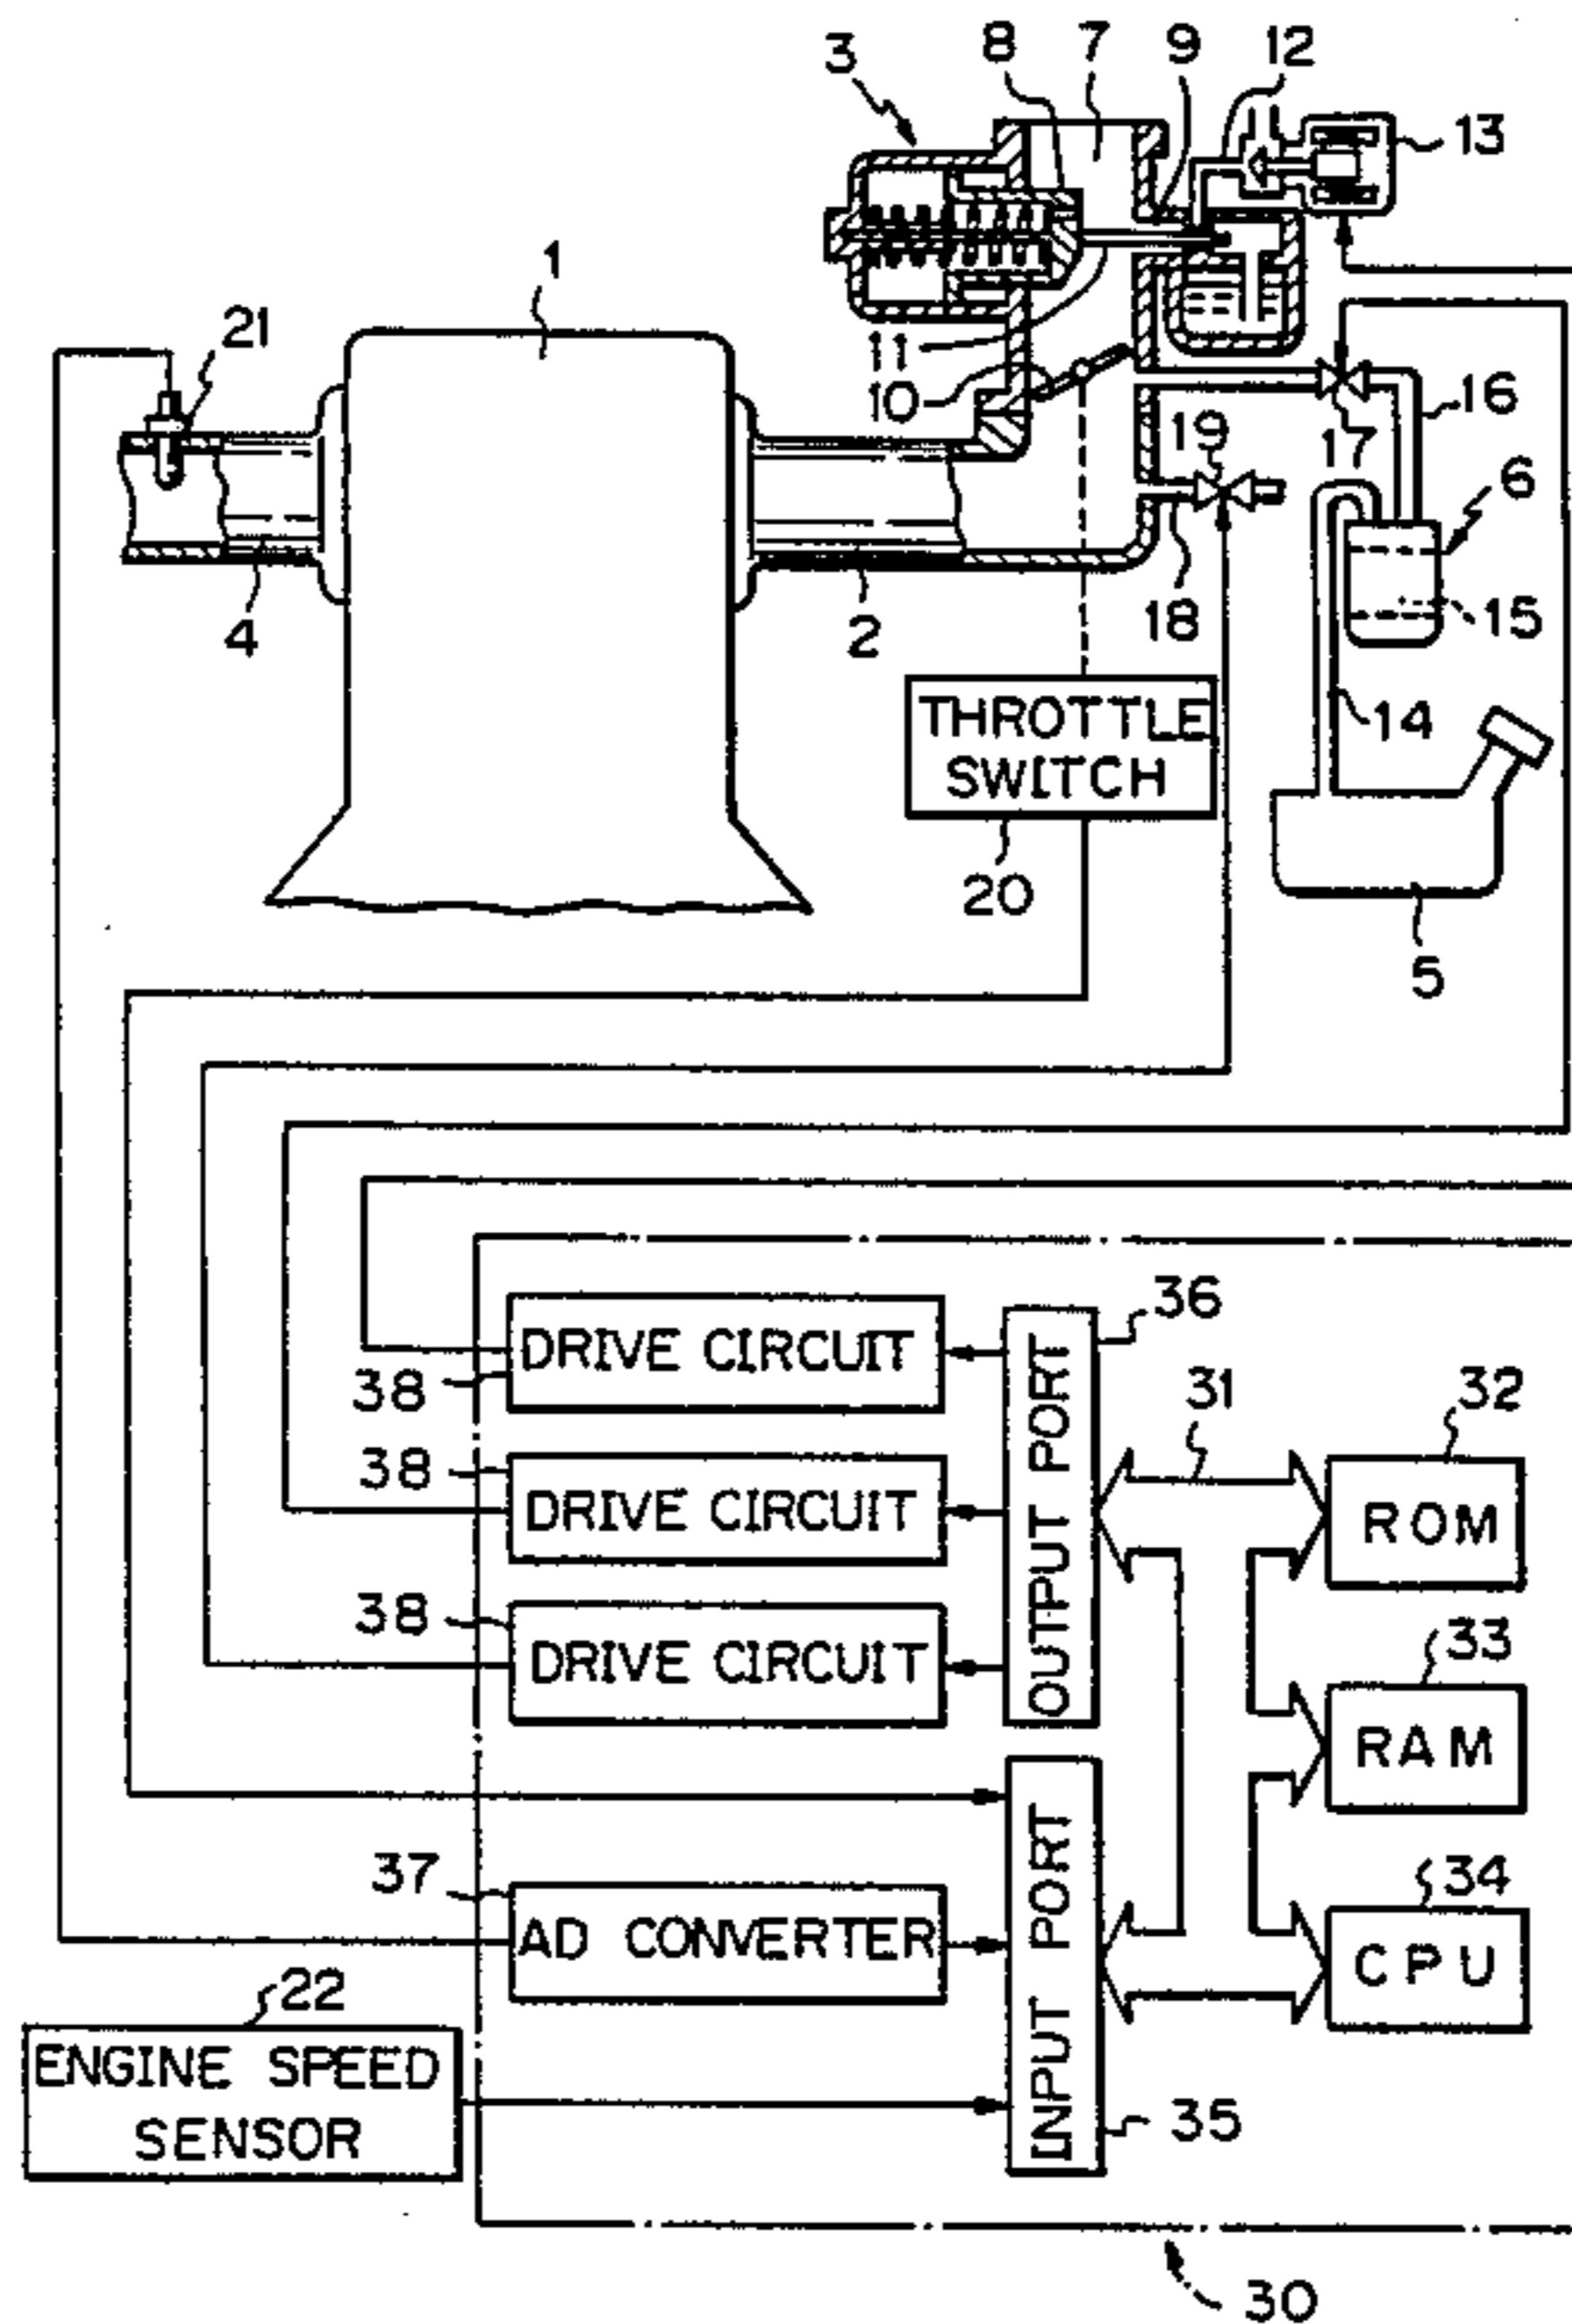 8 7 9 12
3
13
1
21
11
10
16
19
17
6
4
2
18
15
THROTTLE
SWITCH
14
20
5
36
DRIVE CIRCUIT
38
31
32
38
DRIVE CIRCUIT
ROM
38
DRIVE CIRCUIT
OUTPUT PORT
33
RAM
37
AD CONVERTER
34
CPU
22
ENGINE SPEED
SENSOR
INPUT PORT
35
30